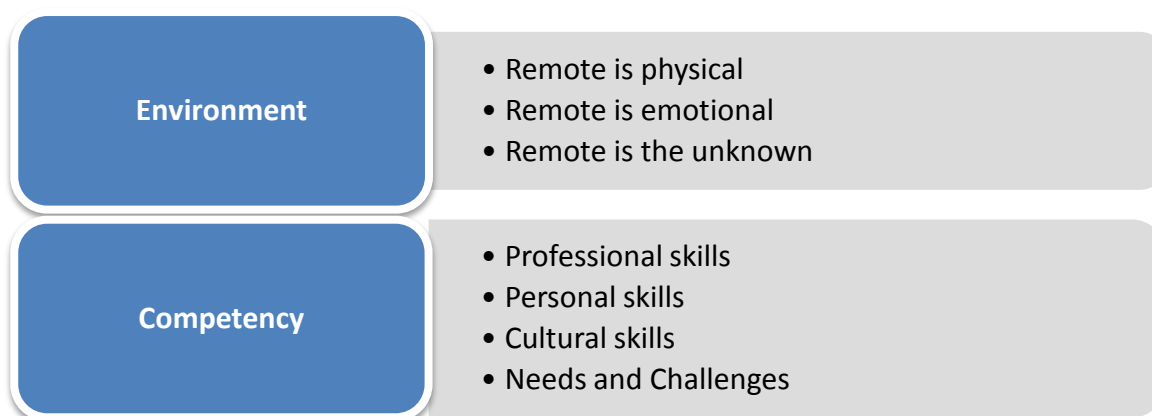 Environment
• Remote is physical
• Remote is emotional
• Remote is the unknown
Competency
• Professional skills
• Personal skills
• Cultural skills
• Needs and Challenges